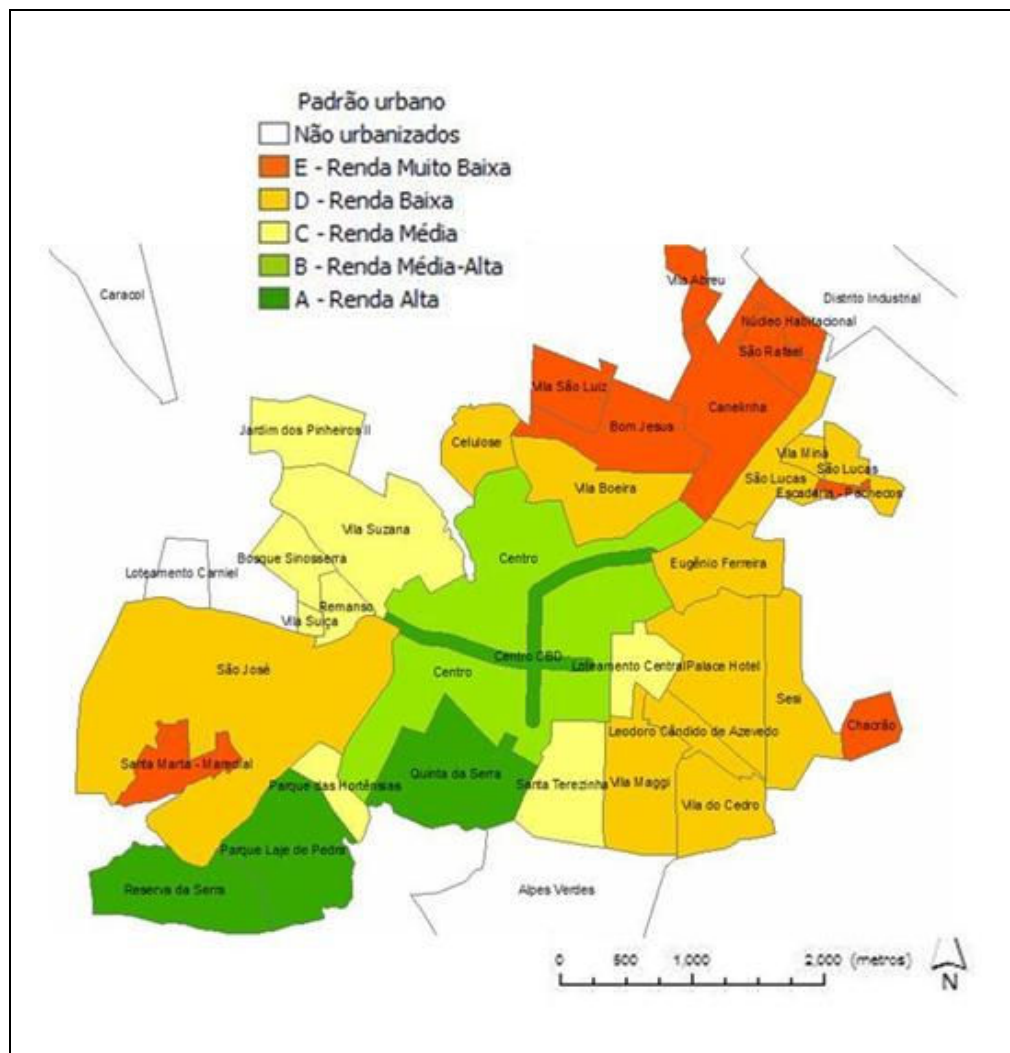 Padrão urbano
Não urbanizados
E - Renda Muito Baixa
D - Renda Baixa
C - Renda Média
B - Renda Média-Alta
A - Renda Alta
Caracol
Vila Abreu
Distrito Industrial
Núcleo Habitacional
São Rafael
Vila São Luiz
Canelinha
Bom Jesus
Jardim dos Pinheiros II
Celulose
Vila Miná
São Lucas
São Lucas
Vila Boeira
Escadaria - Pachecos
Vila Suzana
Bosque Sinosserra
Centro
Eugênio Ferreira
Loteamento Carniel
Remanso
Vila Suiça
Centro CBD
São José
Centro
Loteamento Central
Palace Hotel
Sesi
Chacrão
Leodoro Cândido de Azevedo
Santa Marta - Maredial
Quinta da Serra
Parque das Hortênsias
Santa Terezinha
Vila Maggi
Vila do Cedro
Parque Laje de Pedra
Reserva da Serra
Alpes Verdes
0 500 1,000 2,000 (metros)
N